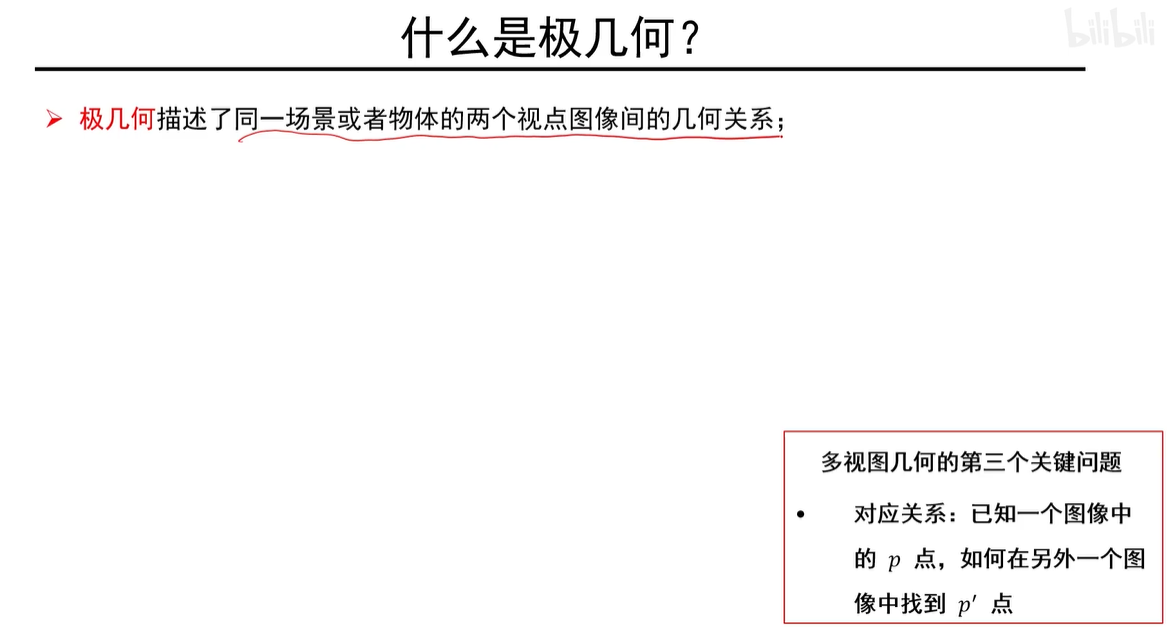 什么是极几何？
bilibili
➢ 极几何描述了同一场景或者物体的两个视点图像间的几何关系；
多视图几何的第三个关键问题
• 对应关系：已知一个图像中
的 p 点，如何在另外一个图
像中找到 p′ 点